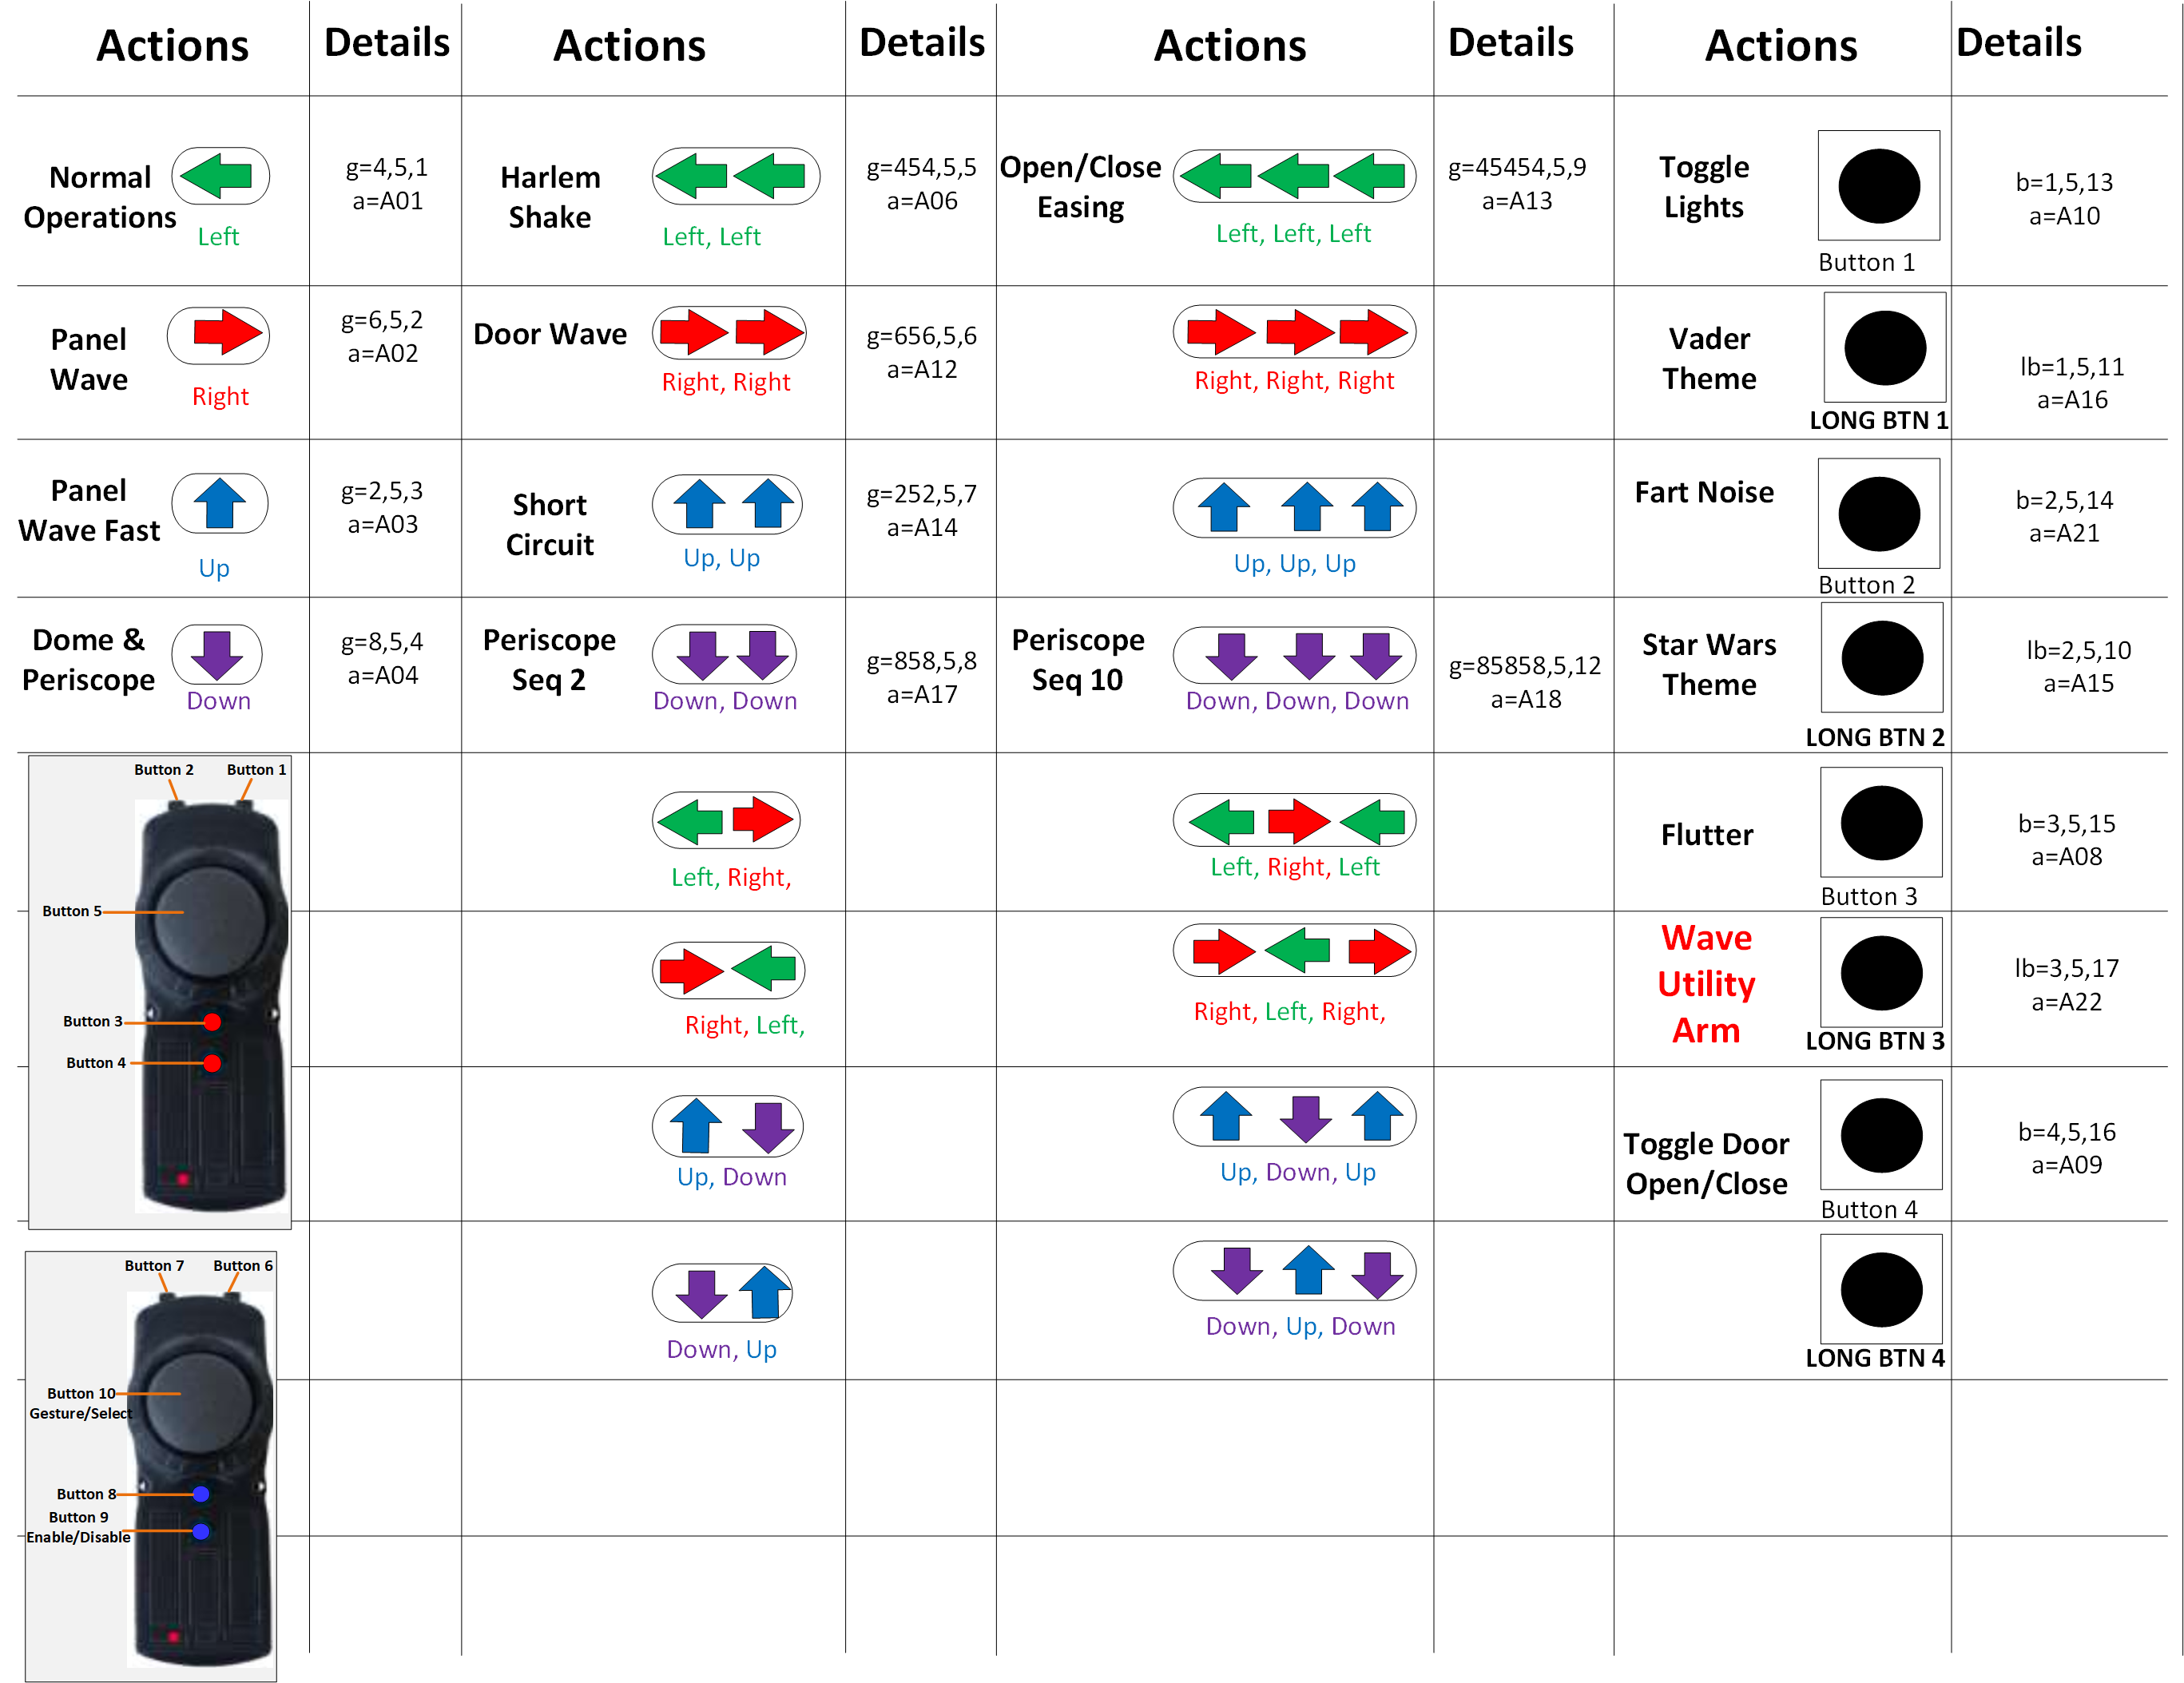 Actions Details Actions Details Actions Details Actions Details
Normal
Operations
Left
g=4,5,1
a=A01
Harlem
Shake
Left, Left
g=454,5,5
a=A06
Open/Close
Easing
Left, Left, Left
g=45454,5,9
a=A13
Toggle
Lights
Button 1
b=1,5,13
a=A10
Panel
Wave
Right
g=6,5,2
a=A02
Door Wave
Right, Right
g=656,5,6
a=A12
Right, Right, Right
Vader
Theme
LONG BTN 1
lb=1,5,11
a=A16
Panel
Wave Fast
Up
g=2,5,3
a=A03
Short
Circuit
Up, Up
g=252,5,7
a=A14
Up, Up, Up
Fart Noise
Button 2
b=2,5,14
a=A21
Dome &
Periscope
Down
g=8,5,4
a=A04
Periscope
Seq 2
Down, Down
g=858,5,8
a=A17
Periscope
Seq 10
Down, Down, Down
g=85858,5,12
a=A18
Star Wars
Theme
LONG BTN 2
lb=2,5,10
a=A15
Button 2 Button 1
Button 5
Button 3
Button 4
Left, Right,
Left, Right, Left
Flutter
Button 3
b=3,5,15
a=A08
Right, Left,
Right, Left, Right,
Wave
Utility
Arm
LONG BTN 3
lb=3,5,17
a=A22
Up, Down
Up, Down, Up
Toggle Door
Open/Close
Button 4
b=4,5,16
a=A09
Button 7 Button 6
Button 10
Gesture/Select
Button 8
Button 9
Enable/Disable
Down, Up
Down, Up, Down
LONG BTN 4